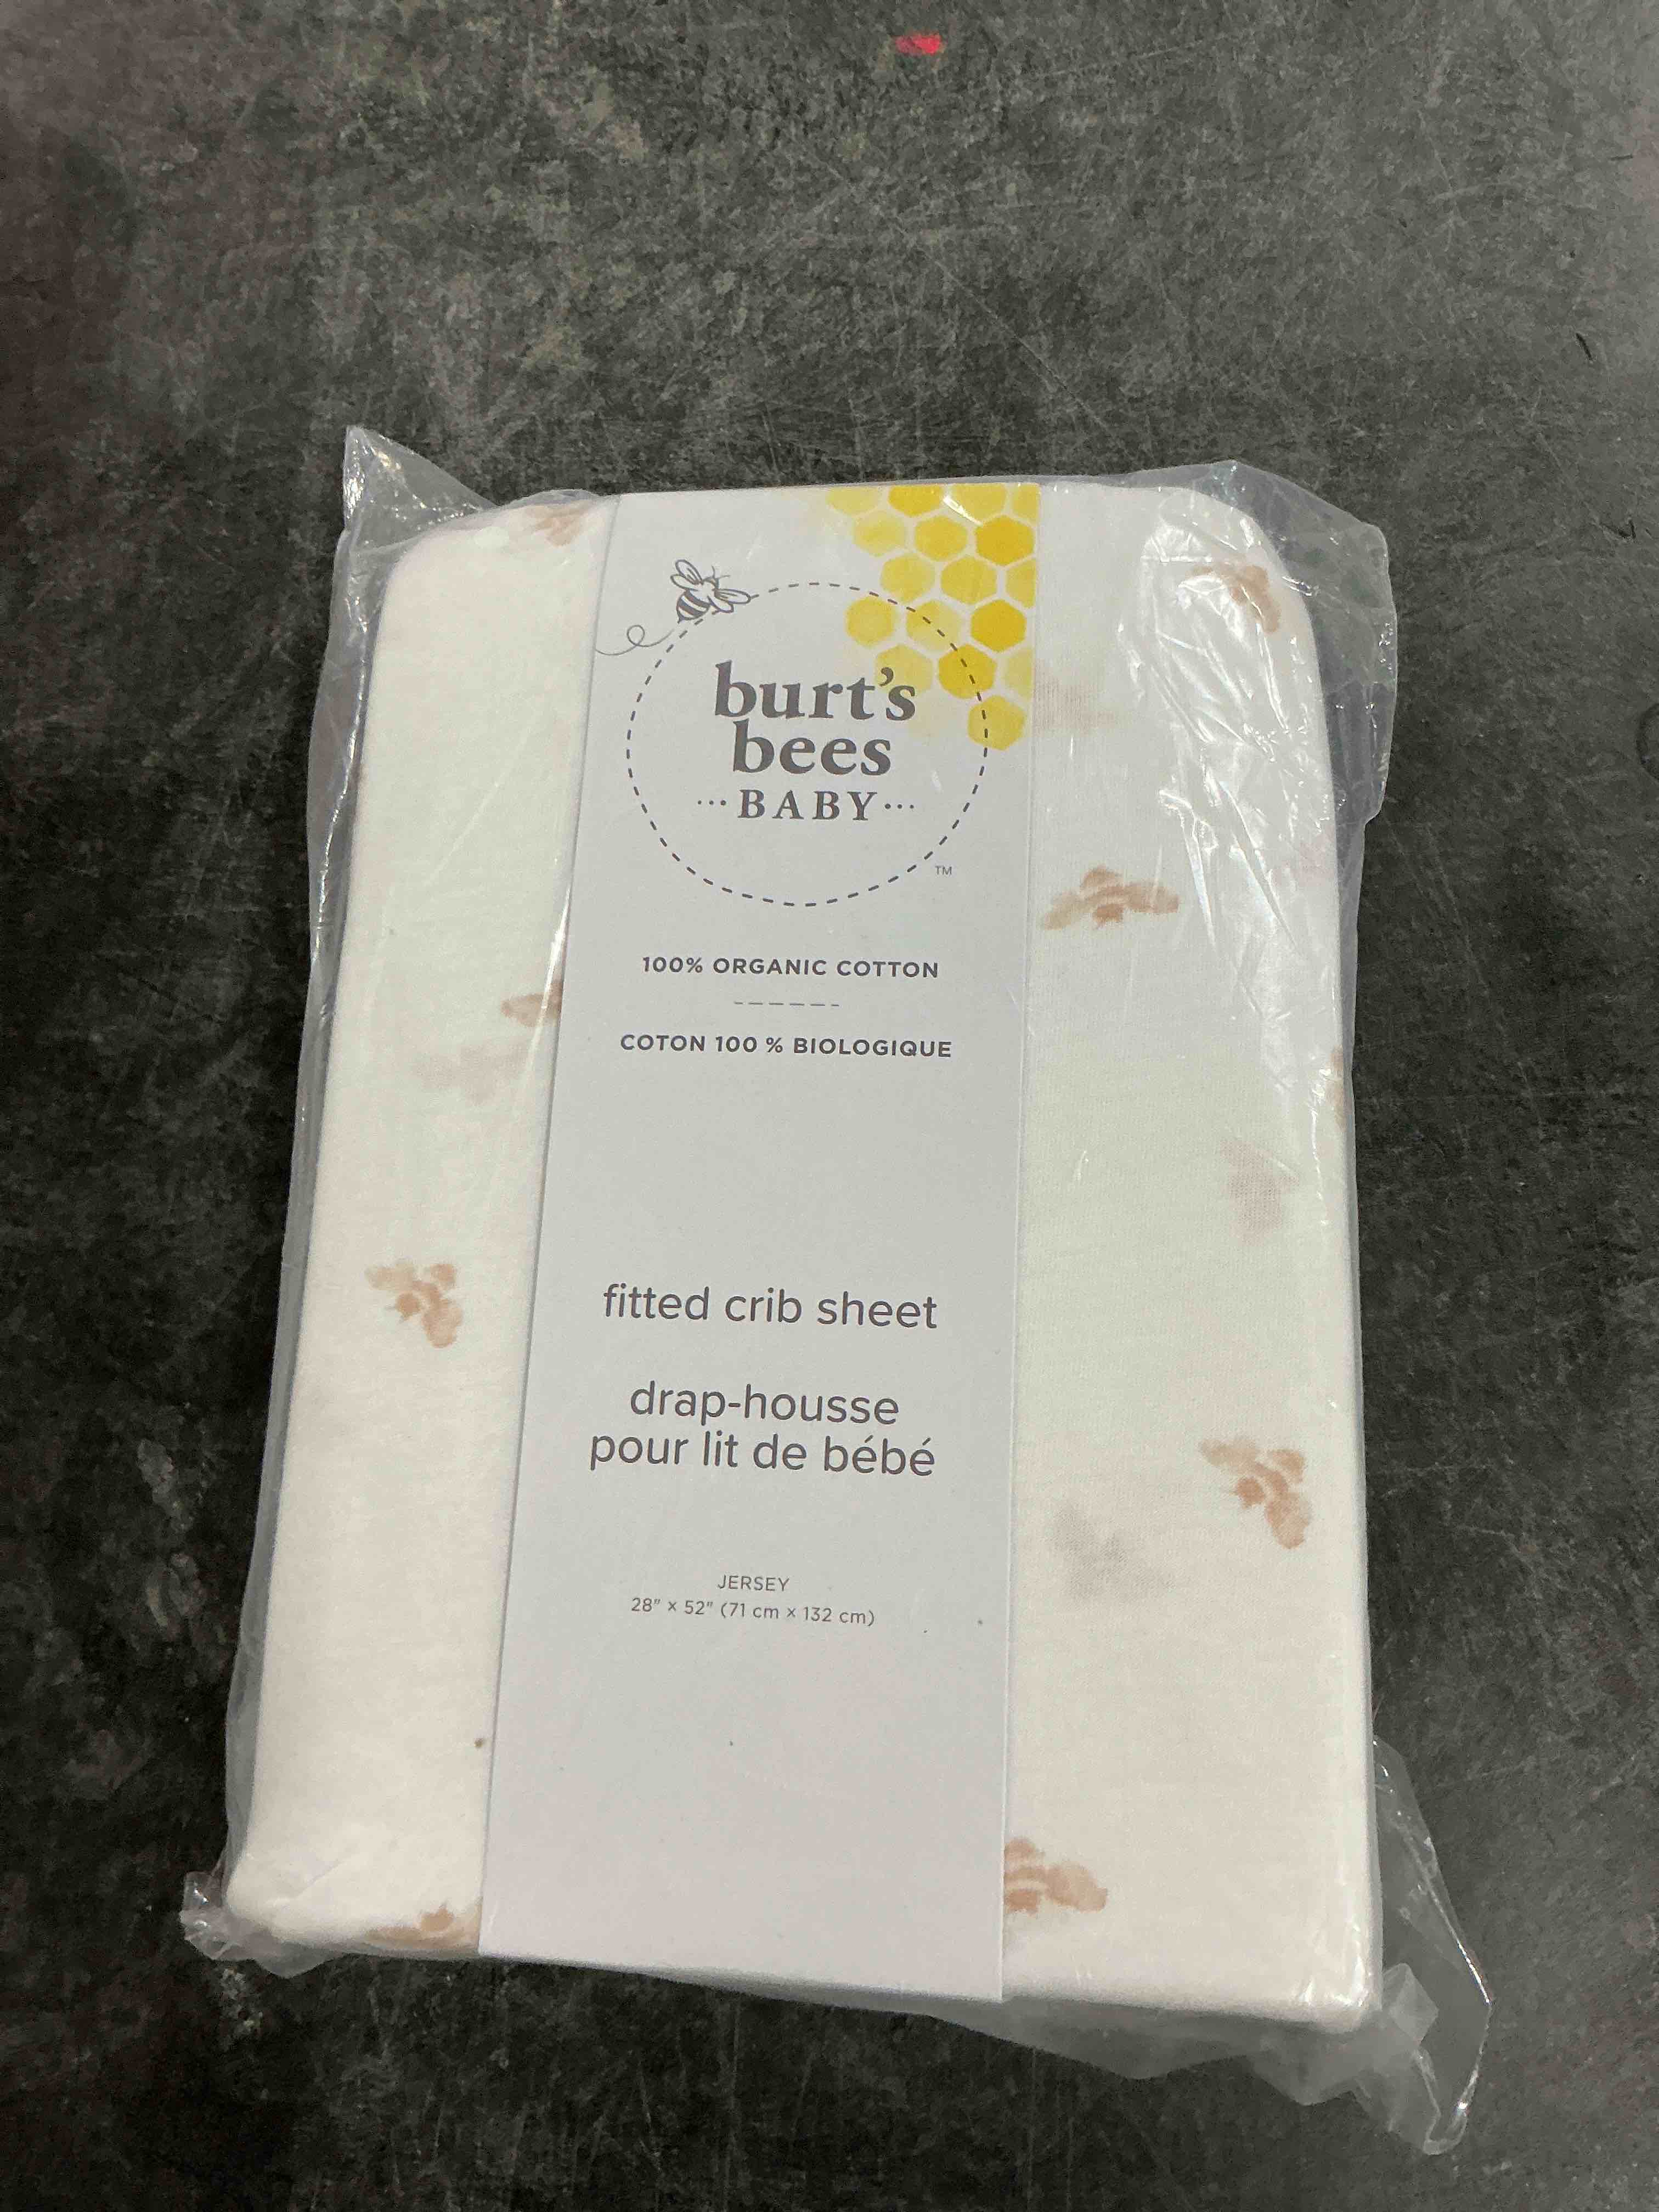 burt's
bees
···BABY···
TM
100% ORGANIC COTTON
COTON 100 % BIOLOGIQUE
fitted crib sheet
drap-housse
pour lit de bébé
JERSEY
28" × 52" (71 cm × 132 cm)